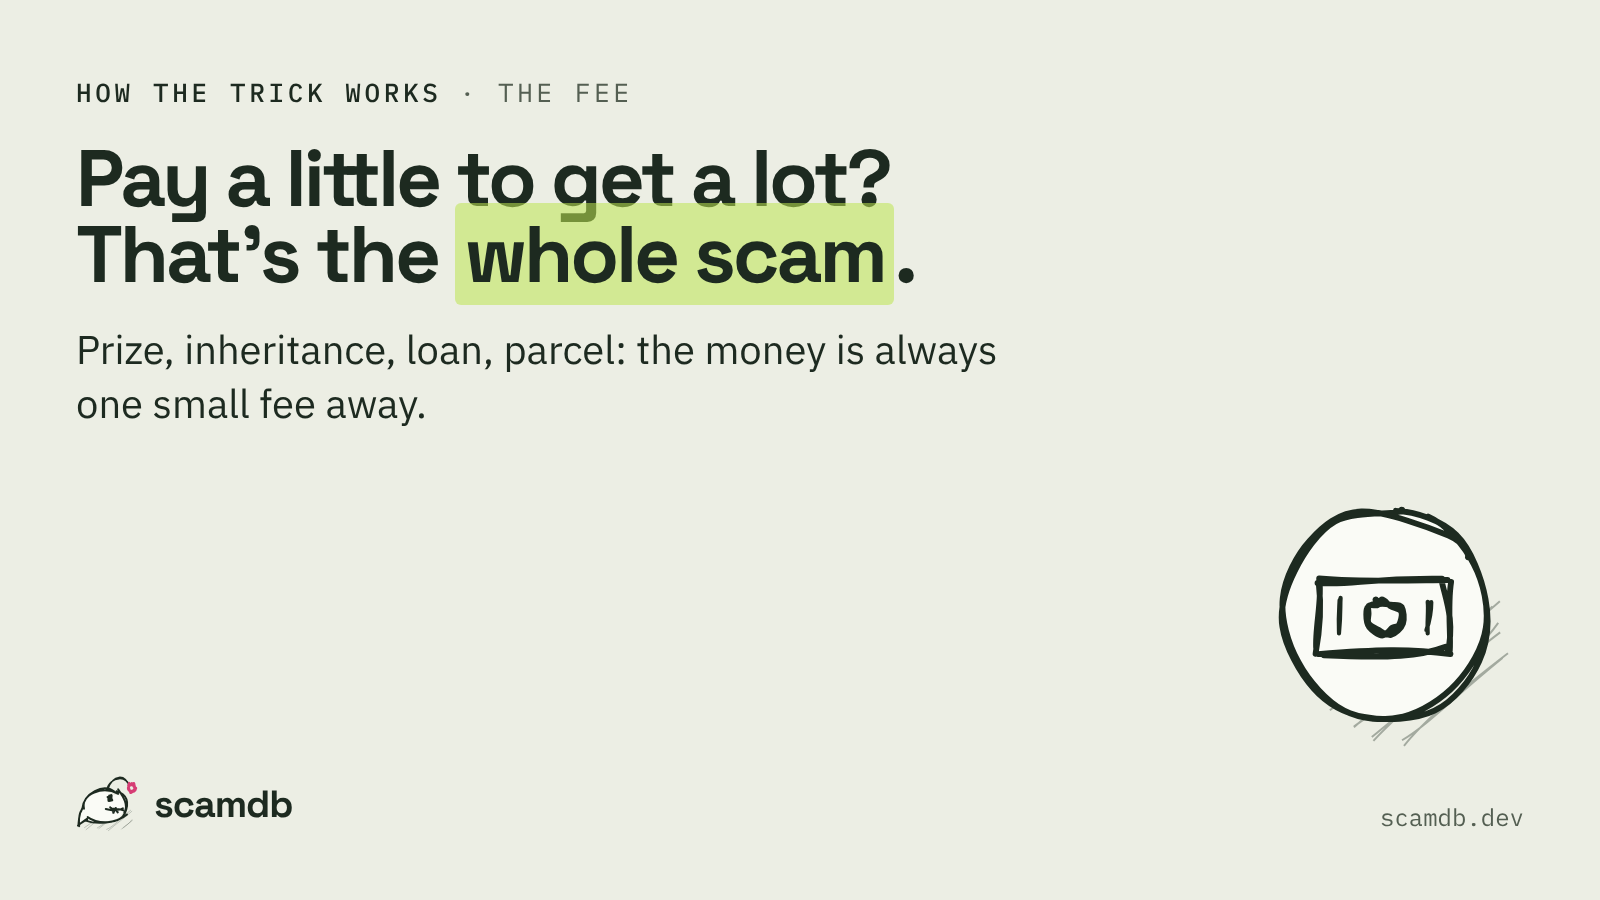 HOW THE TRICK WORKS · THE FEE
Pay a little to get a lot?
That’s the whole scam.
Prize, inheritance, loan, parcel: the money is always
one small fee away.
scamdb
scamdb.dev